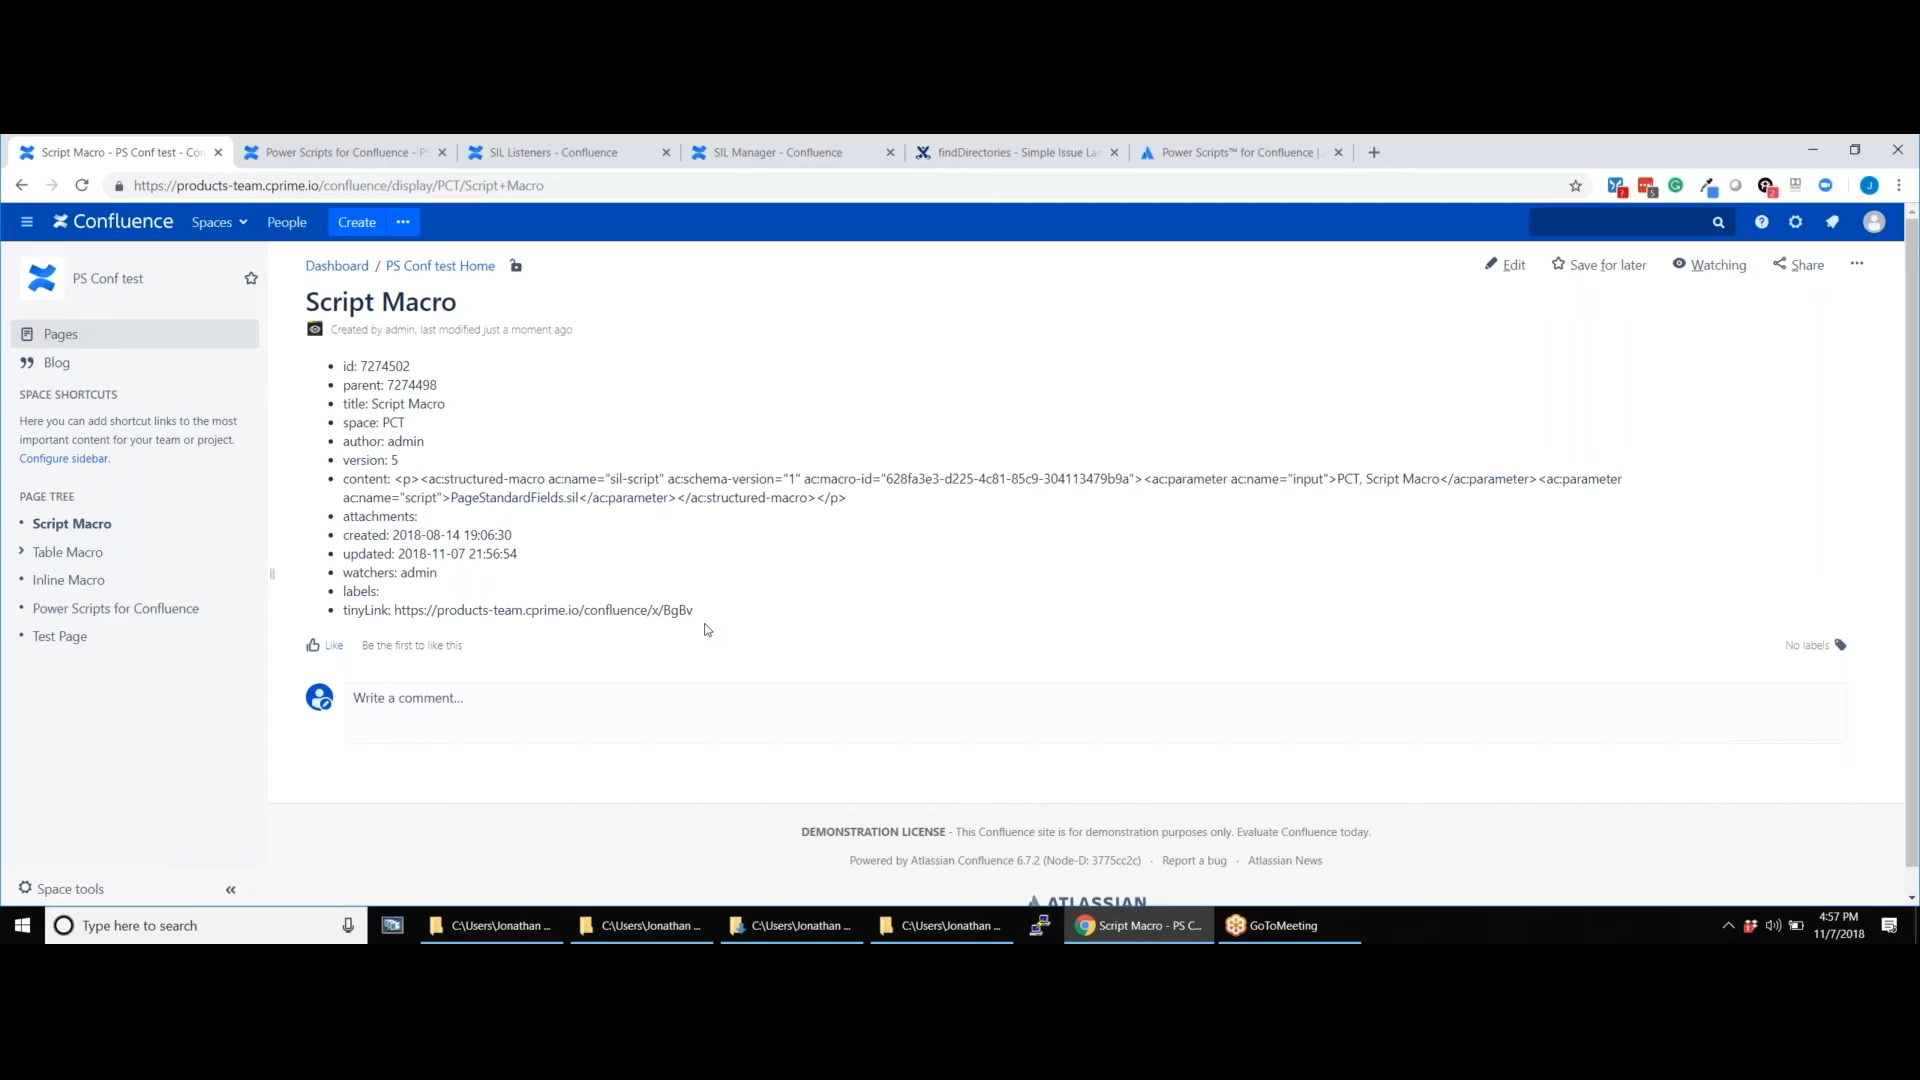 Script Macro - PS Conf test - Con
Power Scripts for Confluence - PS
SIL Listeners - Confluence
SIL Manager - Confluence
findDirectories - Simple Issue Lan
Power Scripts™ for Confluence |
https://products-team.cprime.io/confluence/display/PCT/Script+Macro
Confluence
Spaces
People
Create
PS Conf test
Dashboard / PS Conf test Home
Edit
Save for later
Watching
Share
Script Macro
Created by admin, last modified just a moment ago
Pages
Blog
SPACE SHORTCUTS
Here you can add shortcut links to the most
important content for your team or project.
Configure sidebar.
PAGE TREE
Script Macro
Table Macro
Inline Macro
Power Scripts for Confluence
Test Page
id: 7274502
parent: 7274498
title: Script Macro
space: PCT
author: admin
version: 5
content: <p><ac:structured-macro ac:name="sil-script" ac:schema-version="1" ac:macro-id="628fa3e3-d225-4c81-85c9-304113479b9a"><ac:parameter ac:name="input">PCT, Script Macro</ac:parameter><ac:parameter
ac:name="script">PageStandardFields.sil</ac:parameter></ac:structured-macro></p>
attachments:
created: 2018-08-14 19:06:30
updated: 2018-11-07 21:56:54
watchers: admin
labels:
tinyLink: https://products-team.cprime.io/confluence/x/BgBv
Like
Be the first to like this
No labels
Write a comment...
DEMONSTRATION LICENSE - This Confluence site is for demonstration purposes only. Evaluate Confluence today.
Powered by Atlassian Confluence 6.7.2 (Node-D: 3775cc2c) · Report a bug · Atlassian News
ATLASSIAN
Space tools
Type here to search
C:\Users\Jonathan ...
C:\Users\Jonathan ...
C:\Users\Jonathan ...
C:\Users\Jonathan ...
Script Macro - PS C...
GoToMeeting
4:57 PM
11/7/2018